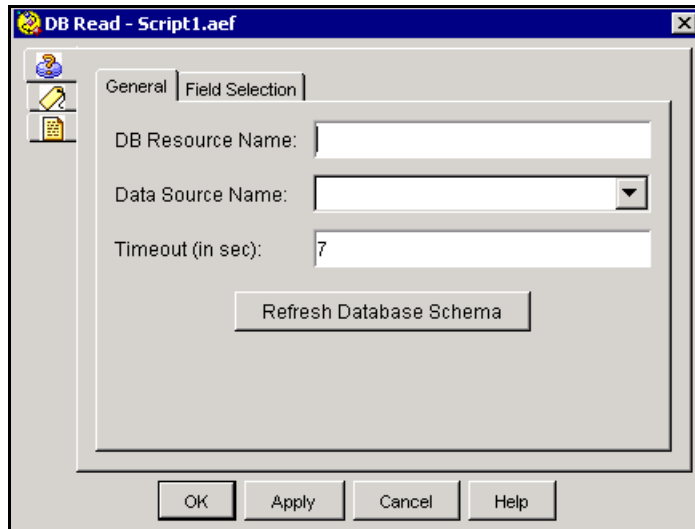 DB Read - Script1.aef
General Field Selection
DB Resource Name:
Data Source Name:
Timeout (in sec): 7
Refresh Database Schema
OK Apply Cancel Help